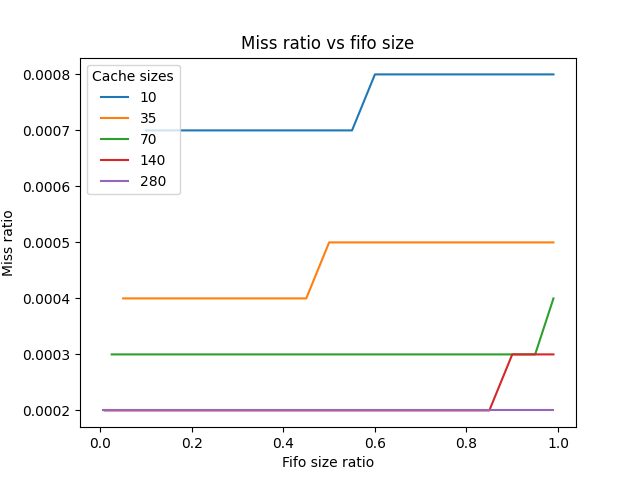 Miss ratio vs fifo size
Cache sizes
10
35
70
140
280
0.0008
0.0007
0.0006
0.0005
0.0004
0.0003
0.0002
Miss ratio
0.0 0.2 0.4 0.6 0.8 1.0
Fifo size ratio